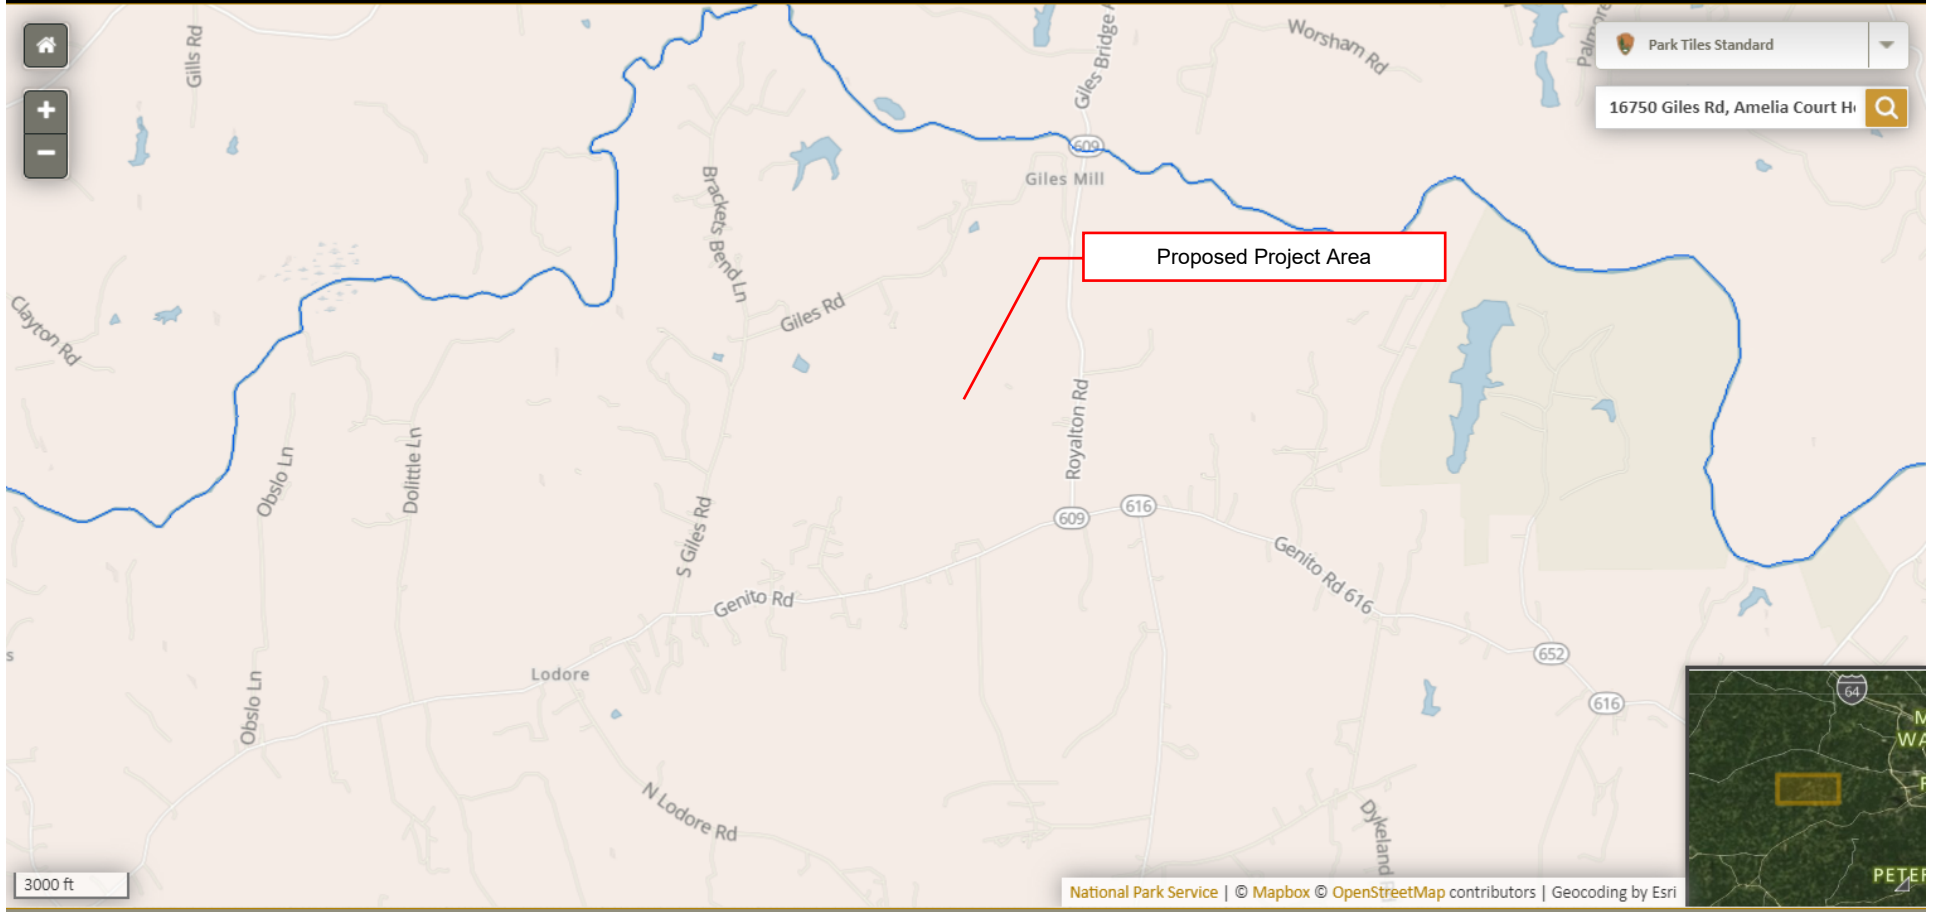 Gills Rd
Giles Bridge
Worsham Rd
Park Tiles Standard
16750 Giles Rd, Amelia Court H
609
Giles Mill
Brackets Bend Ln
Proposed Project Area
Clayton Rd
Giles Rd
Royalton Rd
Obslo Ln
Dolittle Ln
S Giles Rd
609
616
Genito Rd
Genito Rd 616
652
Lodore
616
Obslo Ln
64
N Lodore Rd
Dykeland
3000 ft
PETER
National Park Service | © Mapbox © OpenStreetMap contributors | Geocoding by Esri